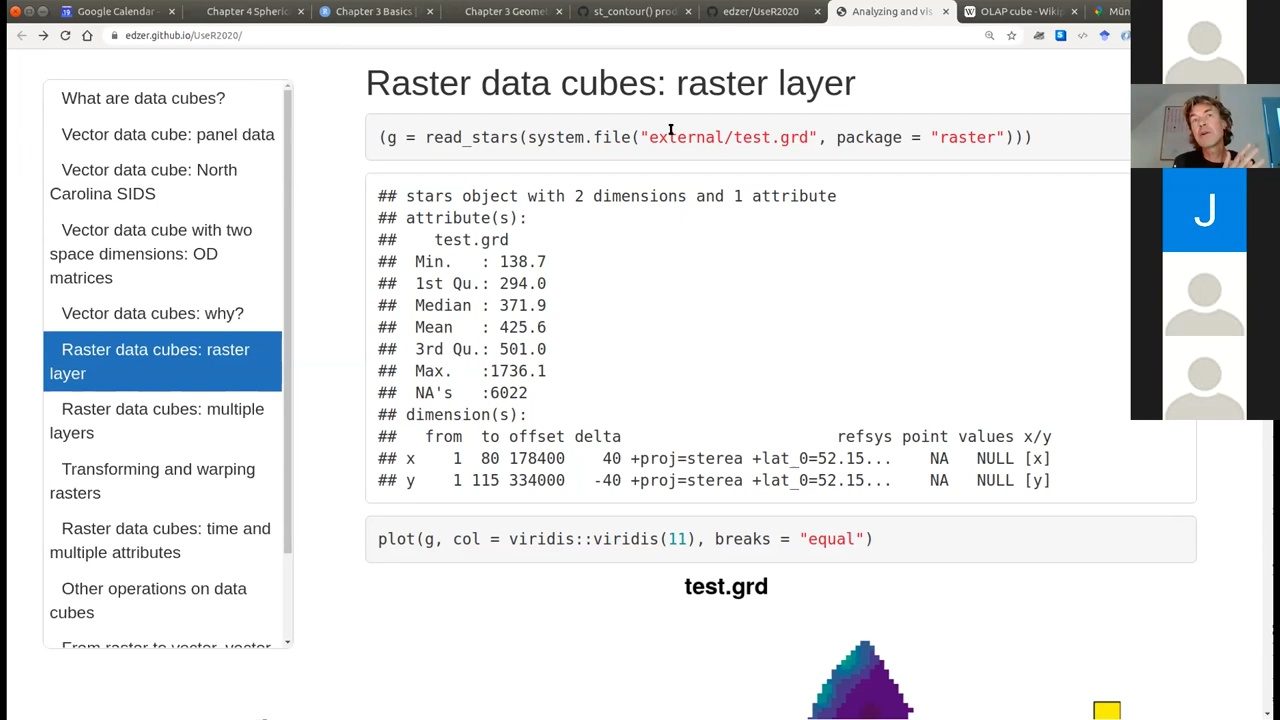 Google Calendar -
Chapter 4 Spheric
Chapter 3 Basics |
Chapter 3 Geomet
st_contour() prod
edzer/UseR2020
Analyzing and vis
OLAP cube - Wikip
Mün
edzer.github.io/UseR2020/
What are data cubes?
Vector data cube: panel data
Vector data cube: North
Carolina SIDS
Vector data cube with two
space dimensions: OD
matrices
Vector data cubes: why?
Raster data cubes: raster
layer
Raster data cubes: multiple
layers
Transforming and warping
rasters
Raster data cubes: time and
multiple attributes
Other operations on data
cubes
From raster to vector, vector
Raster data cubes: raster layer
(g = read_stars(system.file("external/test.grd", package = "raster")))
## stars object with 2 dimensions and 1 attribute
## attribute(s):
##    test.grd
##  Min.   : 138.7
##  1st Qu.: 294.0
##  Median : 371.9
##  Mean   : 425.6
##  3rd Qu.: 501.0
##  Max.   :1736.1
##  NA's   :6022
## dimension(s):
##   from  to offset delta                       refsys point values x/y
## x    1  80 178400    40 +proj=sterea +lat_0=52.15...    NA   NULL [x]
## y    1 115 334000   -40 +proj=sterea +lat_0=52.15...    NA   NULL [y]
plot(g, col = viridis::viridis(11), breaks = "equal")
test.grd
J